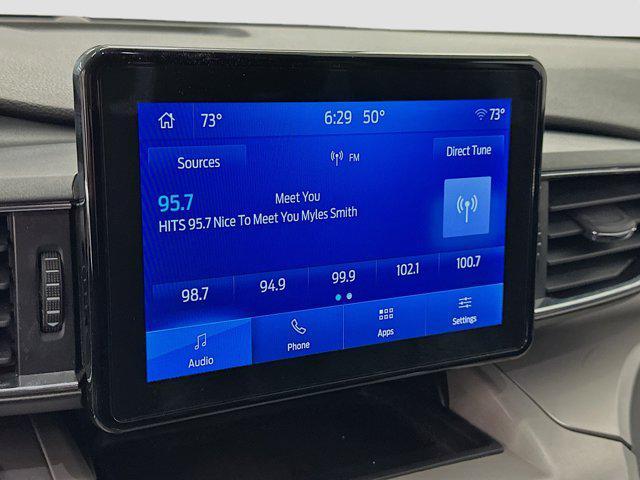 73° 6:29 50° 73°
Sources FM Direct Tune
95.7 Meet You
HITS 95.7 Nice To Meet You Myles Smith
98.7 94.9 99.9 102.1 100.7
Audio Phone Apps Settings